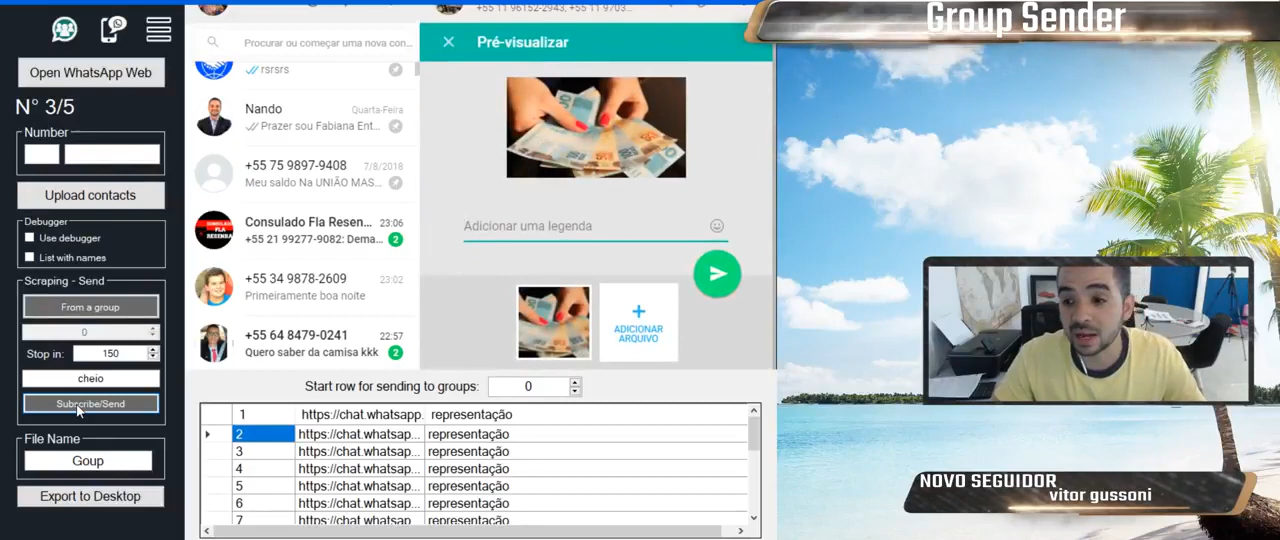 Open WhatsApp Web
N° 3/5
Number
Upload contacts
Debugger
Use debugger
List with names
Scraping - Send
From a group
0
Stop in:
150
cheio
Subscribe/Send
File Name
Goup
Export to Desktop
Procurar ou começar uma nova con...
rsrsrs
Nando
Quarta-Feira
Prazer sou Fabiana Ent...
+55 75 9897-9408
7/8/2018
Meu saldo Na UNIÃO MAS...
Consulado Fla Resen...
23:06
+55 21 99277-9082: Dema...
2
+55 34 9878-2609
23:02
Primeiramente boa noite
+55 64 8479-0241
22:57
Quero saber da camisa kkk
2
+55 11 96152-2943, +55 11 9703...
Pré-visualizar
Adicionar uma legenda
ADICIONAR
ARQUIVO
Start row for sending to groups:
0
1 https://chat.whatsapp. representação
2 https://chat.whatsap... representação
3 https://chat.whatsap... representação
4 https://chat.whatsap... representação
5 https://chat.whatsap... representação
6 https://chat.whatsap... representação
7 https://chat.whatsap representação
Group Sender
NOVO SEGUIDOR
vitor gussoni